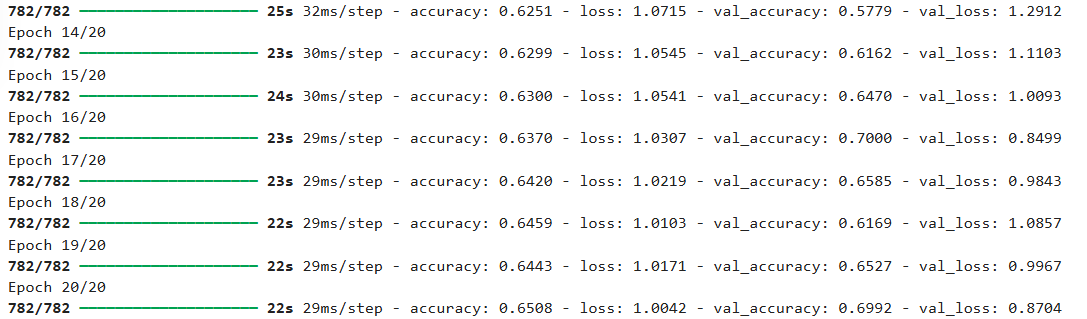 782/782 ━━━━━━━━━━━━━━━━━━━━ 25s 32ms/step - accuracy: 0.6251 - loss: 1.0715 - val_accuracy: 0.5779 - val_loss: 1.2912
Epoch 14/20
782/782 ━━━━━━━━━━━━━━━━━━━━ 23s 30ms/step - accuracy: 0.6299 - loss: 1.0545 - val_accuracy: 0.6162 - val_loss: 1.1103
Epoch 15/20
782/782 ━━━━━━━━━━━━━━━━━━━━ 24s 30ms/step - accuracy: 0.6300 - loss: 1.0541 - val_accuracy: 0.6470 - val_loss: 1.0093
Epoch 16/20
782/782 ━━━━━━━━━━━━━━━━━━━━ 23s 29ms/step - accuracy: 0.6370 - loss: 1.0307 - val_accuracy: 0.7000 - val_loss: 0.8499
Epoch 17/20
782/782 ━━━━━━━━━━━━━━━━━━━━ 23s 29ms/step - accuracy: 0.6420 - loss: 1.0219 - val_accuracy: 0.6585 - val_loss: 0.9843
Epoch 18/20
782/782 ━━━━━━━━━━━━━━━━━━━━ 22s 29ms/step - accuracy: 0.6459 - loss: 1.0103 - val_accuracy: 0.6169 - val_loss: 1.0857
Epoch 19/20
782/782 ━━━━━━━━━━━━━━━━━━━━ 22s 29ms/step - accuracy: 0.6443 - loss: 1.0171 - val_accuracy: 0.6527 - val_loss: 0.9967
Epoch 20/20
782/782 ━━━━━━━━━━━━━━━━━━━━ 22s 29ms/step - accuracy: 0.6508 - loss: 1.0042 - val_accuracy: 0.6992 - val_loss: 0.8704